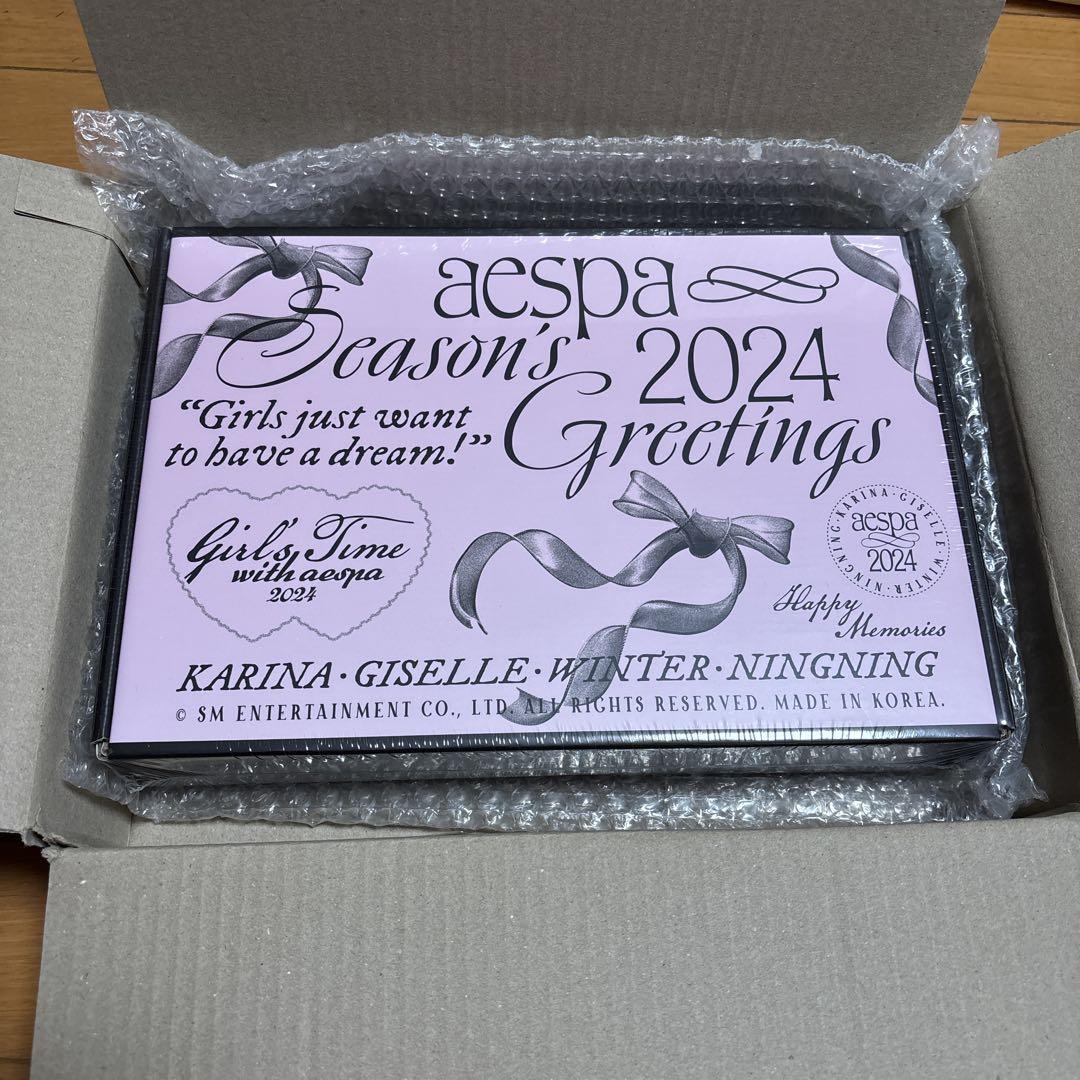 aespa
Season's 2024
Greetings
"Girls just want
to have a dream!"
Girl's Time
with aespa
2024
KARINA · GISELLE · WINTER · NINGNING ·
aespa
2024
Happy
Memories
KARINA · GISELLE · WINTER · NINGNING
© SM ENTERTAINMENT CO., LTD. ALL RIGHTS RESERVED. MADE IN KOREA.